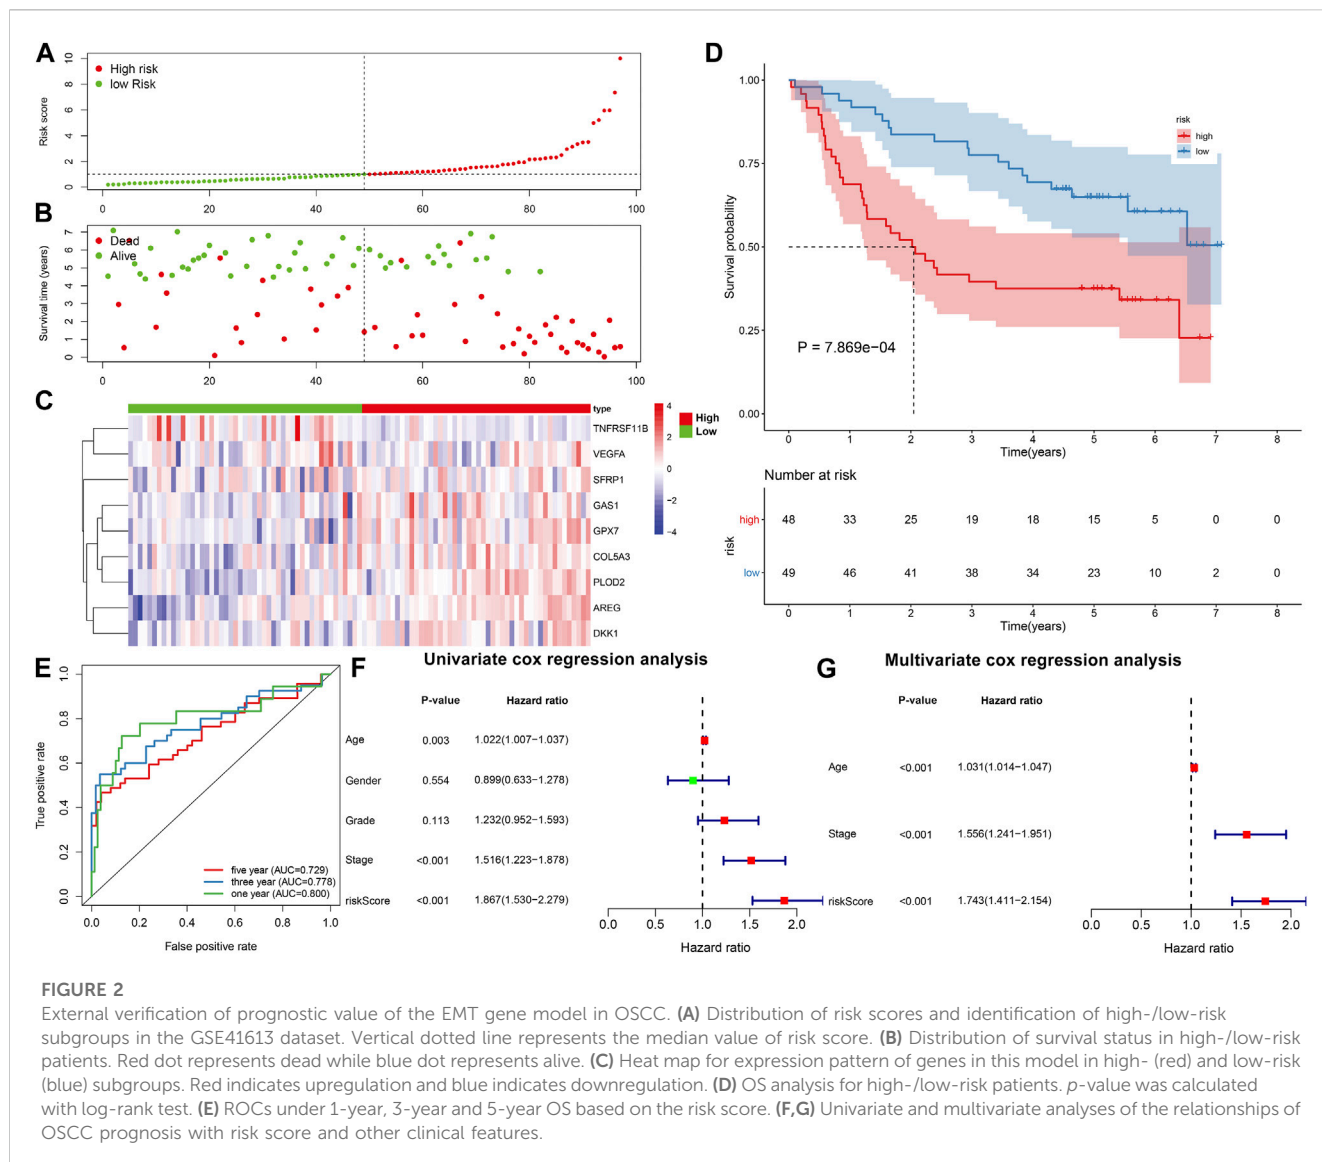 A
High risk
low Risk
Risk score
10
8
6
4
2
0
0 20 40 60 80 100
B
Dead
Alive
Survival time (years)
7
6
5
4
3
2
1
0
0 20 40 60 80 100
C
type
TNFRSF11B
VEGFA
SFRP1
GAS1
GPX7
COL5A3
PLOD2
AREG
DKK1
4
2
0
−2
−4
High
Low
D
Survival probability
1.00
0.75
0.50
0.25
0.00
risk
high
low
P = 7.869e−04
0 1 2 3 4 5 6 7 8
Time(years)
Number at risk
risk
high 48 33 25 19 18 15 5 0 0
low 49 46 41 38 34 23 10 2 0
0 1 2 3 4 5 6 7 8
Time(years)
E
True positive rate
1.0
0.8
0.6
0.4
0.2
0.0
five year (AUC=0.729)
three year (AUC=0.778)
one year (AUC=0.800)
0.0 0.2 0.4 0.6 0.8 1.0
False positive rate
F
Univariate cox regression analysis
P-value Hazard ratio
Age 0.003 1.022(1.007−1.037)
Gender 0.554 0.899(0.633−1.278)
Grade 0.113 1.232(0.952−1.593)
Stage <0.001 1.516(1.223−1.878)
riskScore <0.001 1.867(1.530−2.279)
0.0 0.5 1.0 1.5 2.0
Hazard ratio
G
Multivariate cox regression analysis
P-value Hazard ratio
Age <0.001 1.031(1.014−1.047)
Stage <0.001 1.556(1.241−1.951)
riskScore <0.001 1.743(1.411−2.154)
0.0 0.5 1.0 1.5 2.0
Hazard ratio
FIGURE 2
External verification of prognostic value of the EMT gene model in OSCC. (A) Distribution of risk scores and identification of high-/low-risk
subgroups in the GSE41613 dataset. Vertical dotted line represents the median value of risk score. (B) Distribution of survival status in high-/low-risk
patients. Red dot represents dead while blue dot represents alive. (C) Heat map for expression pattern of genes in this model in high- (red) and low-risk
(blue) subgroups. Red indicates upregulation and blue indicates downregulation. (D) OS analysis for high-/low-risk patients. p-value was calculated
with log-rank test. (E) ROCs under 1-year, 3-year and 5-year OS based on the risk score. (F,G) Univariate and multivariate analyses of the relationships of
OSCC prognosis with risk score and other clinical features.